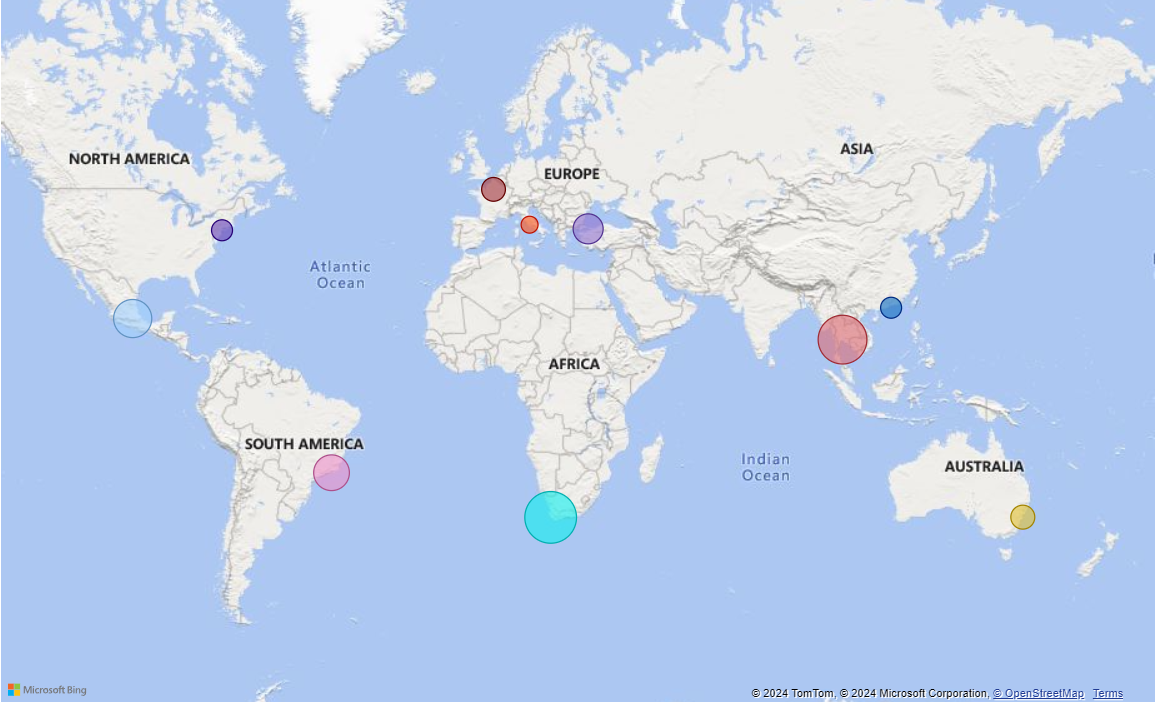 NORTH AMERICA
ASIA
EUROPE
Atlantic
Ocean
AFRICA
SOUTH AMERICA
Indian
Ocean
AUSTRALIA
Microsoft Bing
© 2024 TomTom, © 2024 Microsoft Corporation, © OpenStreetMap Terms